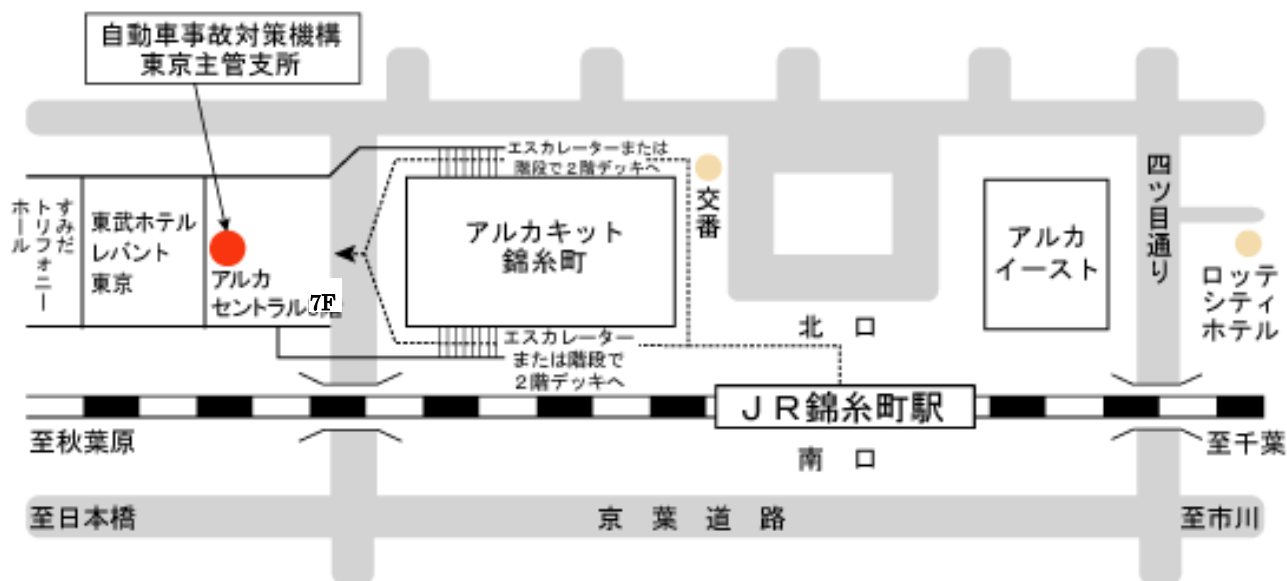 自動車事故対策機構
東京主管支所
エスカレーターまたは
階段で2階デッキへ
すみだ
トリフォニー
ホール
東武ホテル
レバント
東京
アルカ
セントラル7F
アルカキット
錦糸町
交番
アルカ
イースト
四ツ目通り
ロッテ
シティ
ホテル
エスカレーター
または階段で
2階デッキへ
北 口
JR錦糸町駅
至秋葉原
南 口
至千葉
至日本橋
京 葉 道 路
至市川